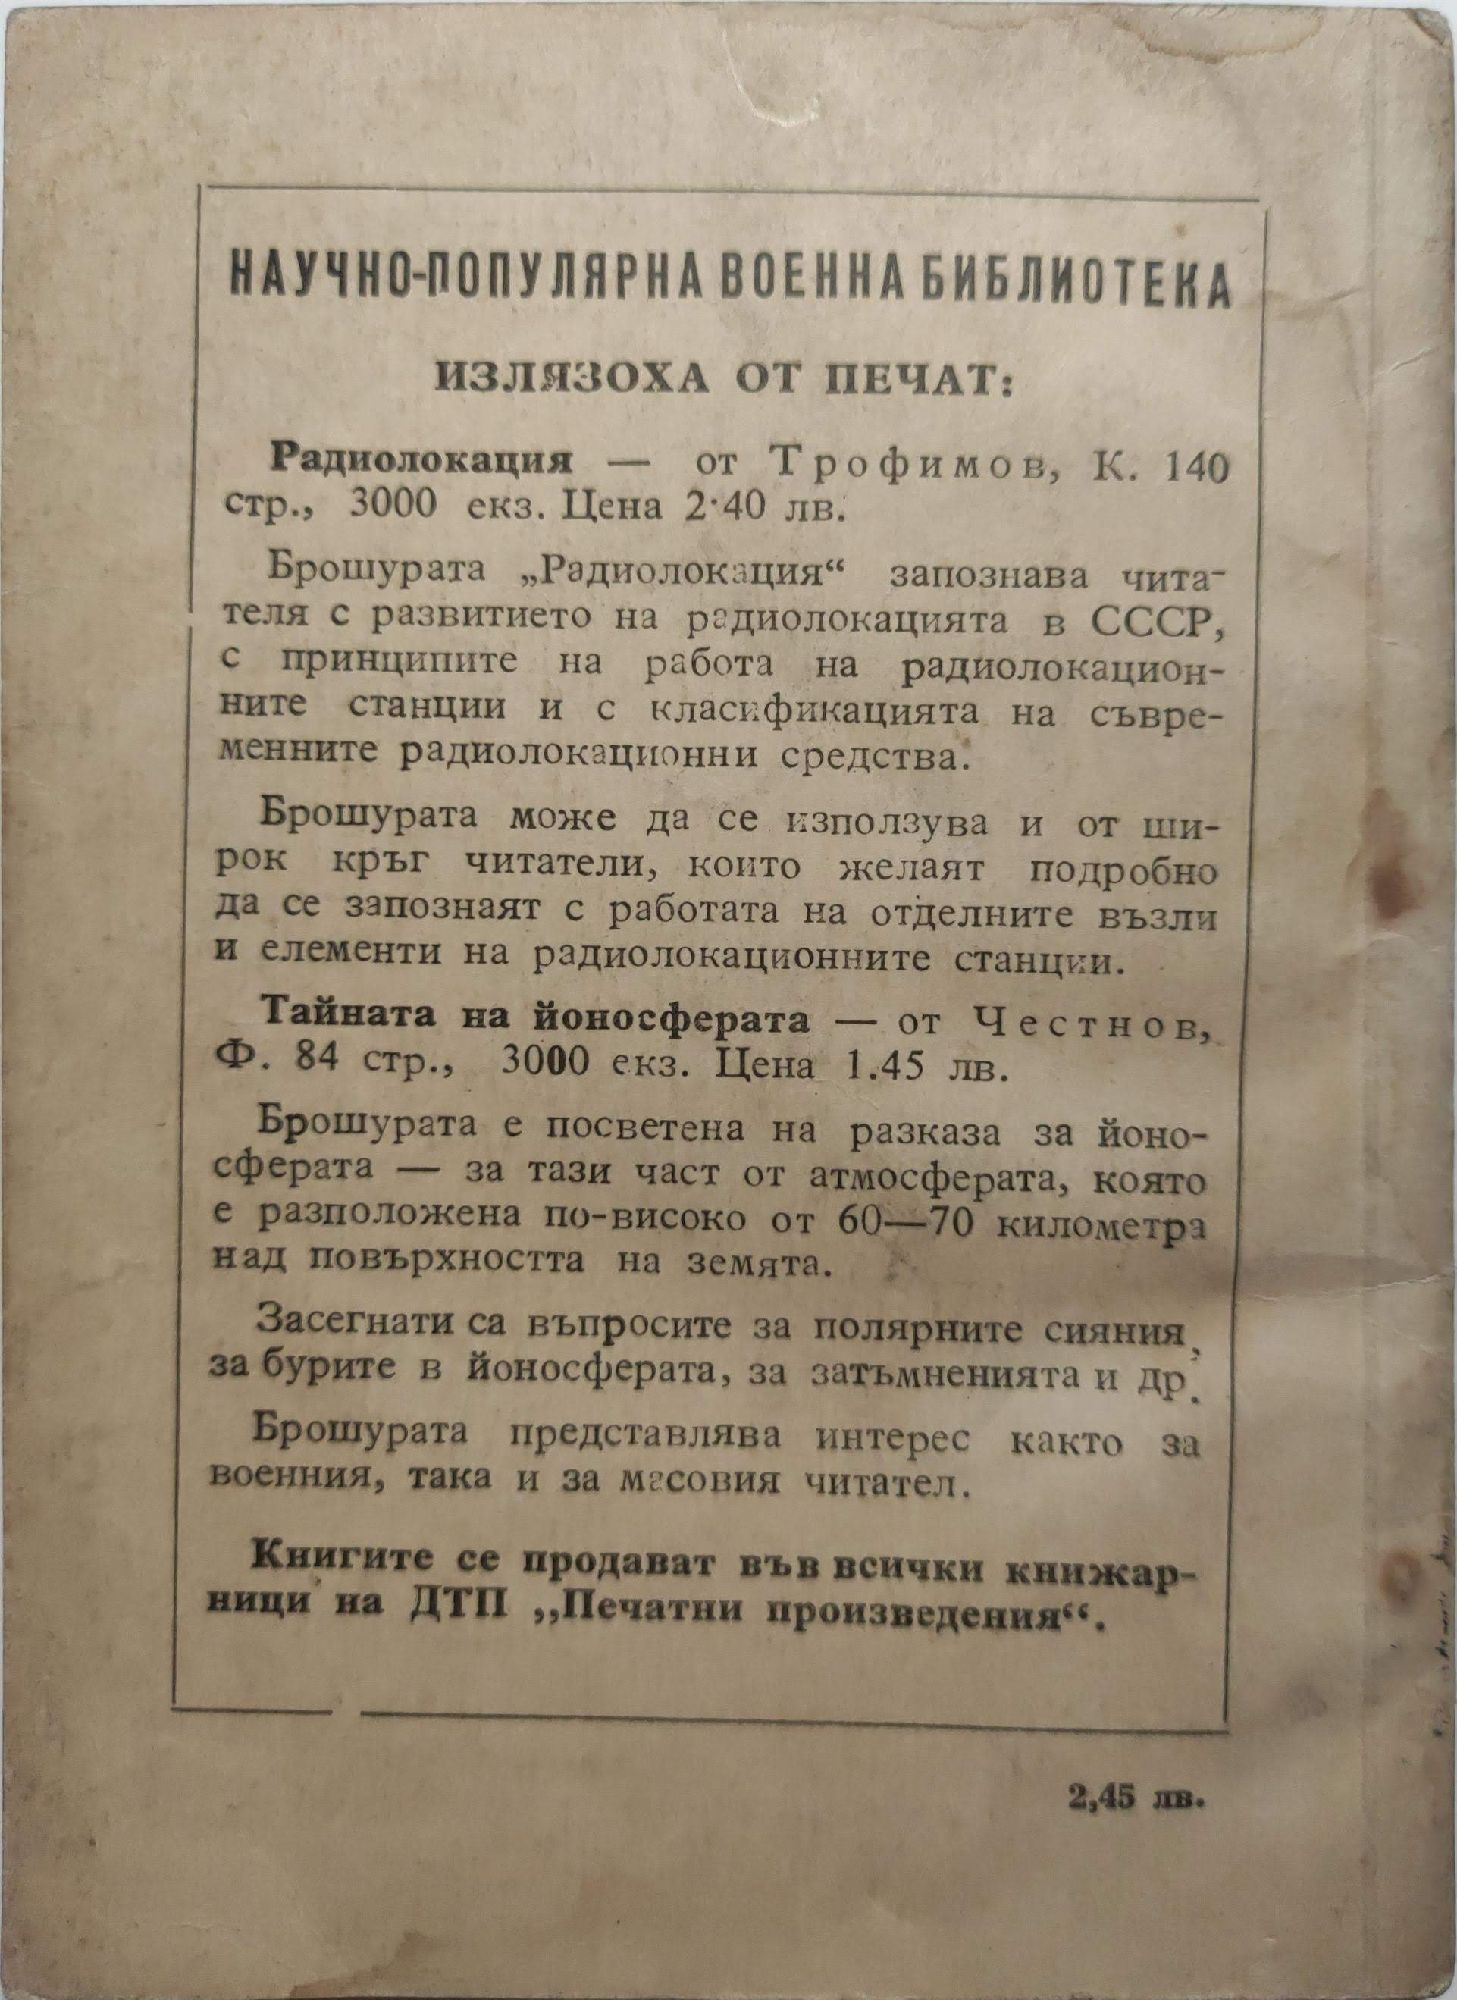 НАУЧНО-ПОПУЛЯРНА ВОЕННА БИБЛИОТЕКА
ИЗЛЯЗОХА ОТ ПЕЧАТ:
Радиолокация — от Трофимов, К. 140
стр., 3000 екз. Цена 2·40 лв.
Брошурата „Радиолокация“ запознава чита-
теля с развитието на радиолокацията в СССР,
с принципите на работа на радиолокацион-
ните станции и с класификацията на съвре-
менните радиолокационни средства.
Брошурата може да се използува и от ши-
рок кръг читатели, които желаят подробно
да се запознаят с работата на отделните възли
и елементи на радиолокационните станции.
Тайната на йоносферата — от Честнов,
Ф. 84 стр., 3000 екз. Цена 1.45 лв.
Брошурата е посветена на разказа за йоно-
сферата — за тази част от атмосферата, която
е разположена по-високо от 60—70 километра
над повърхността на земята.
Засегнати са въпросите за полярните сияния,
за бурите в йоносферата, за затъмненията и др.
Брошурата представлява интерес както за
военния, така и за масовия читател.
Книгите се продават във всички книжар-
ници на ДТП „Печатни произведения“.
2,45 лв.